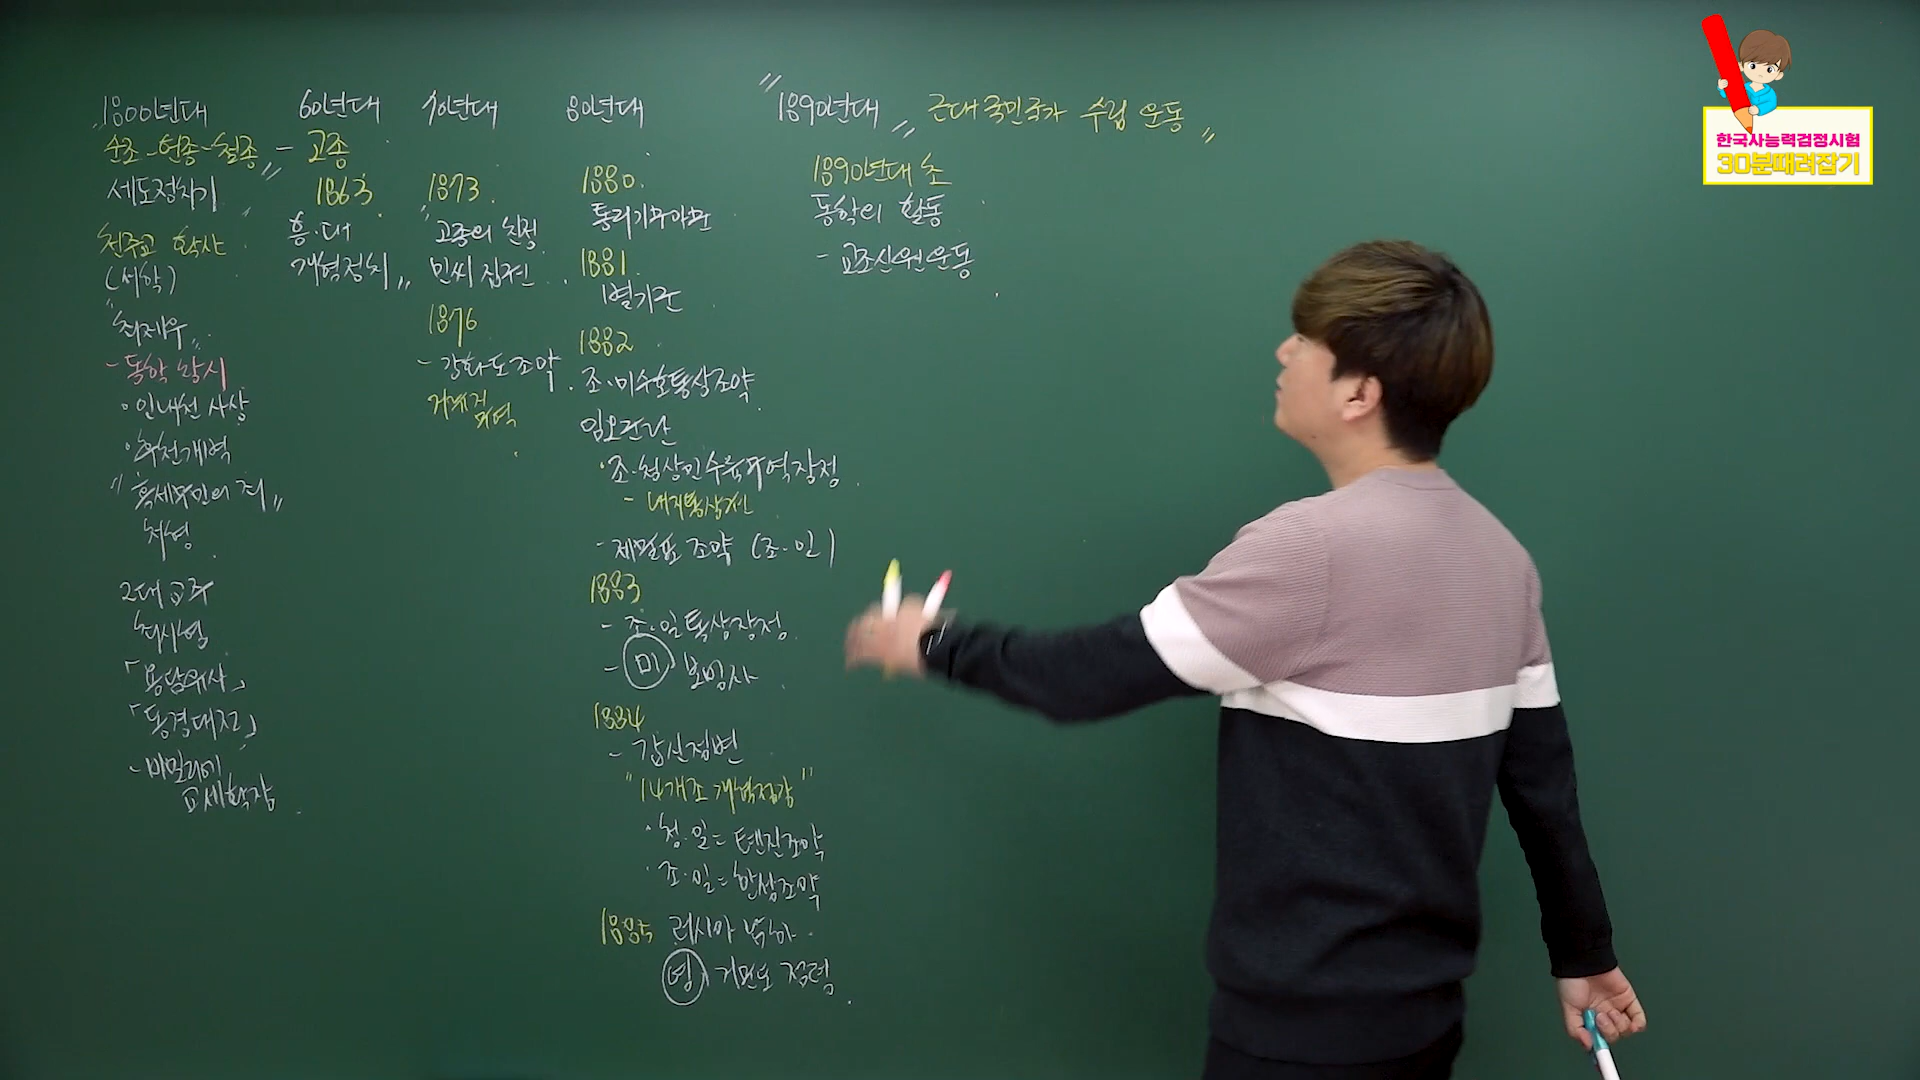 1800년대
순조-헌종-철종 - 고종
세도정치기
천주교 확산
(서학)
"최제우"
- 동학 창시
· 인내천 사상
· 후천개벽
"혹세무민의 죄"
처형
2대 교주
최시형
「용담유사」
「동경대전」
- 비밀리에
교세확장
60년대
1863
흥·대
개혁정치"
70년대
1873
"고종의 친정
민씨 집권
1876
- 강화도조약
80년대
1880.
통리기무아문
1881.
별기군
1882
조·미수호통상조약
임오군란
· 조·청상민수륙무역장정
- 내지통상권
- 제물포 조약 (조·일)
1883
- 조·일통상장정
- 미 보빙사
1884
- 갑신정변
"14개조 개혁정강"
· 청·일 = 톈진조약
· 조·일 = 한성조약
1885 러시아 남하
영 거문도 점령
"1890년대" 근대 국민국가 수립 운동"
1890년대 초
동학의 활동
- 교조신원운동
한국사능력검정시험
30분때려잡기